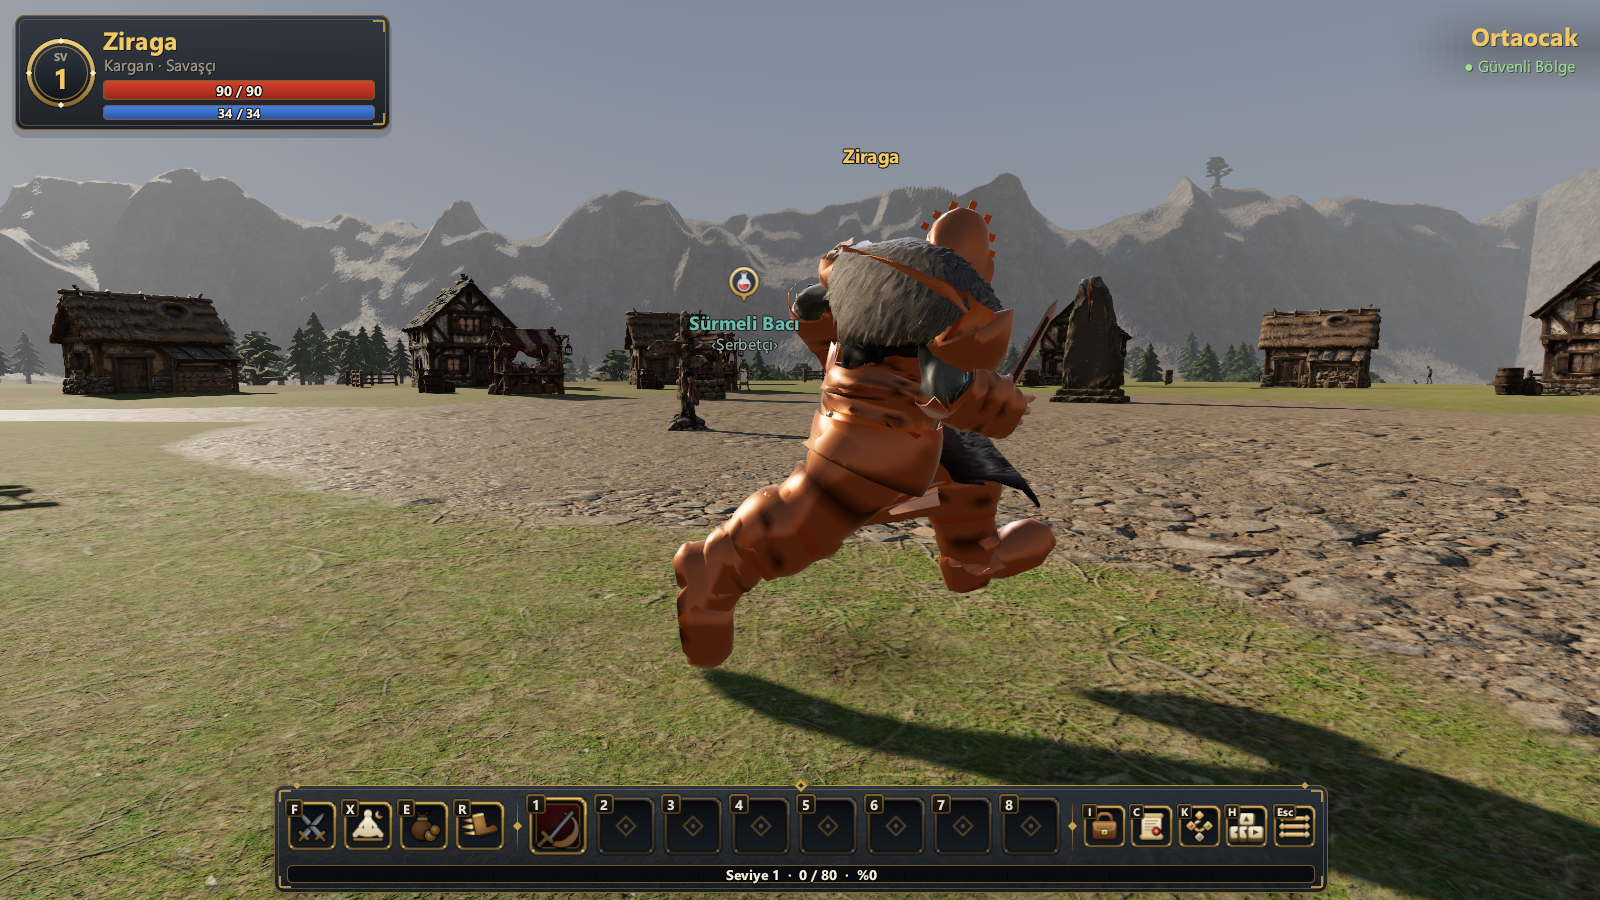 SV
1
Ziraga
Kargan · Savaşçı
90 / 90
34 / 34
Ortaocak
Güvenli Bölge
Ziraga
Sürmeli Bacı
‹Şerbetçi›
F
X
E
R
1
2
3
4
5
6
7
8
I
C
K
H
Esc
Seviye 1 · 0 / 80 · %0